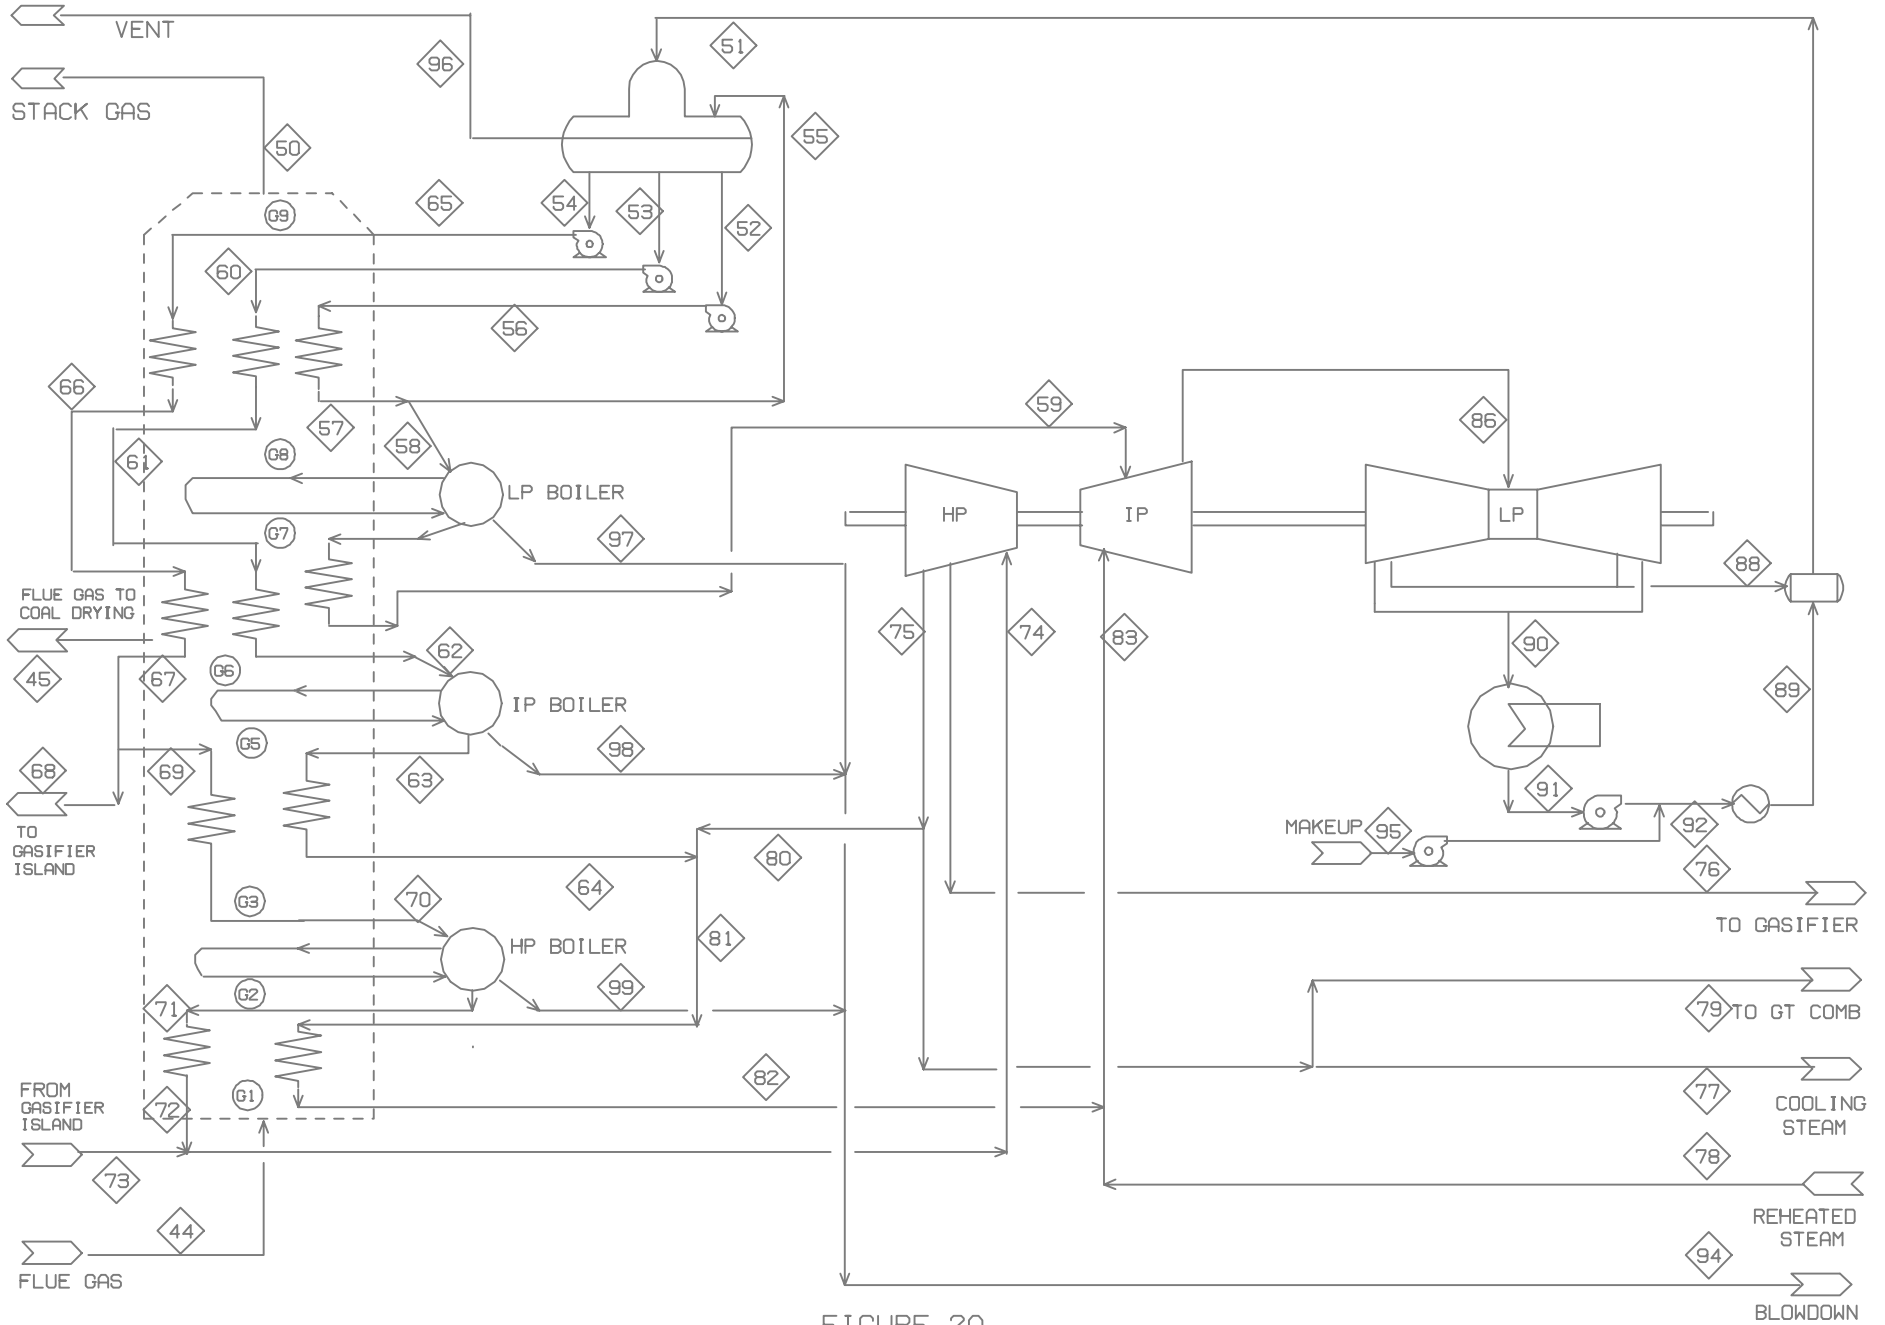 VENT
96
51
STACK GAS
55
50
G9
65
54
53
52
60
56
66
57
58
59
86
61
G8
LP BOILER
HP
IP
LP
G7
97
88
FLUE GAS TO
COAL DRYING
75
74
83
90
45
67
G6
62
IP BOILER
89
G5
98
68
69
63
91
TO
GASIFIER
ISLAND
MAKEUP
95
92
80
76
64
G3
70
TO GASIFIER
81
HP BOILER
71
G2
99
79
TO GT COMB
82
FROM
GASIFIER
ISLAND
72
G1
77
COOLING
STEAM
73
78
44
REHEATED
STEAM
94
FLUE GAS
BLOWDOWN
FIGURE 2A